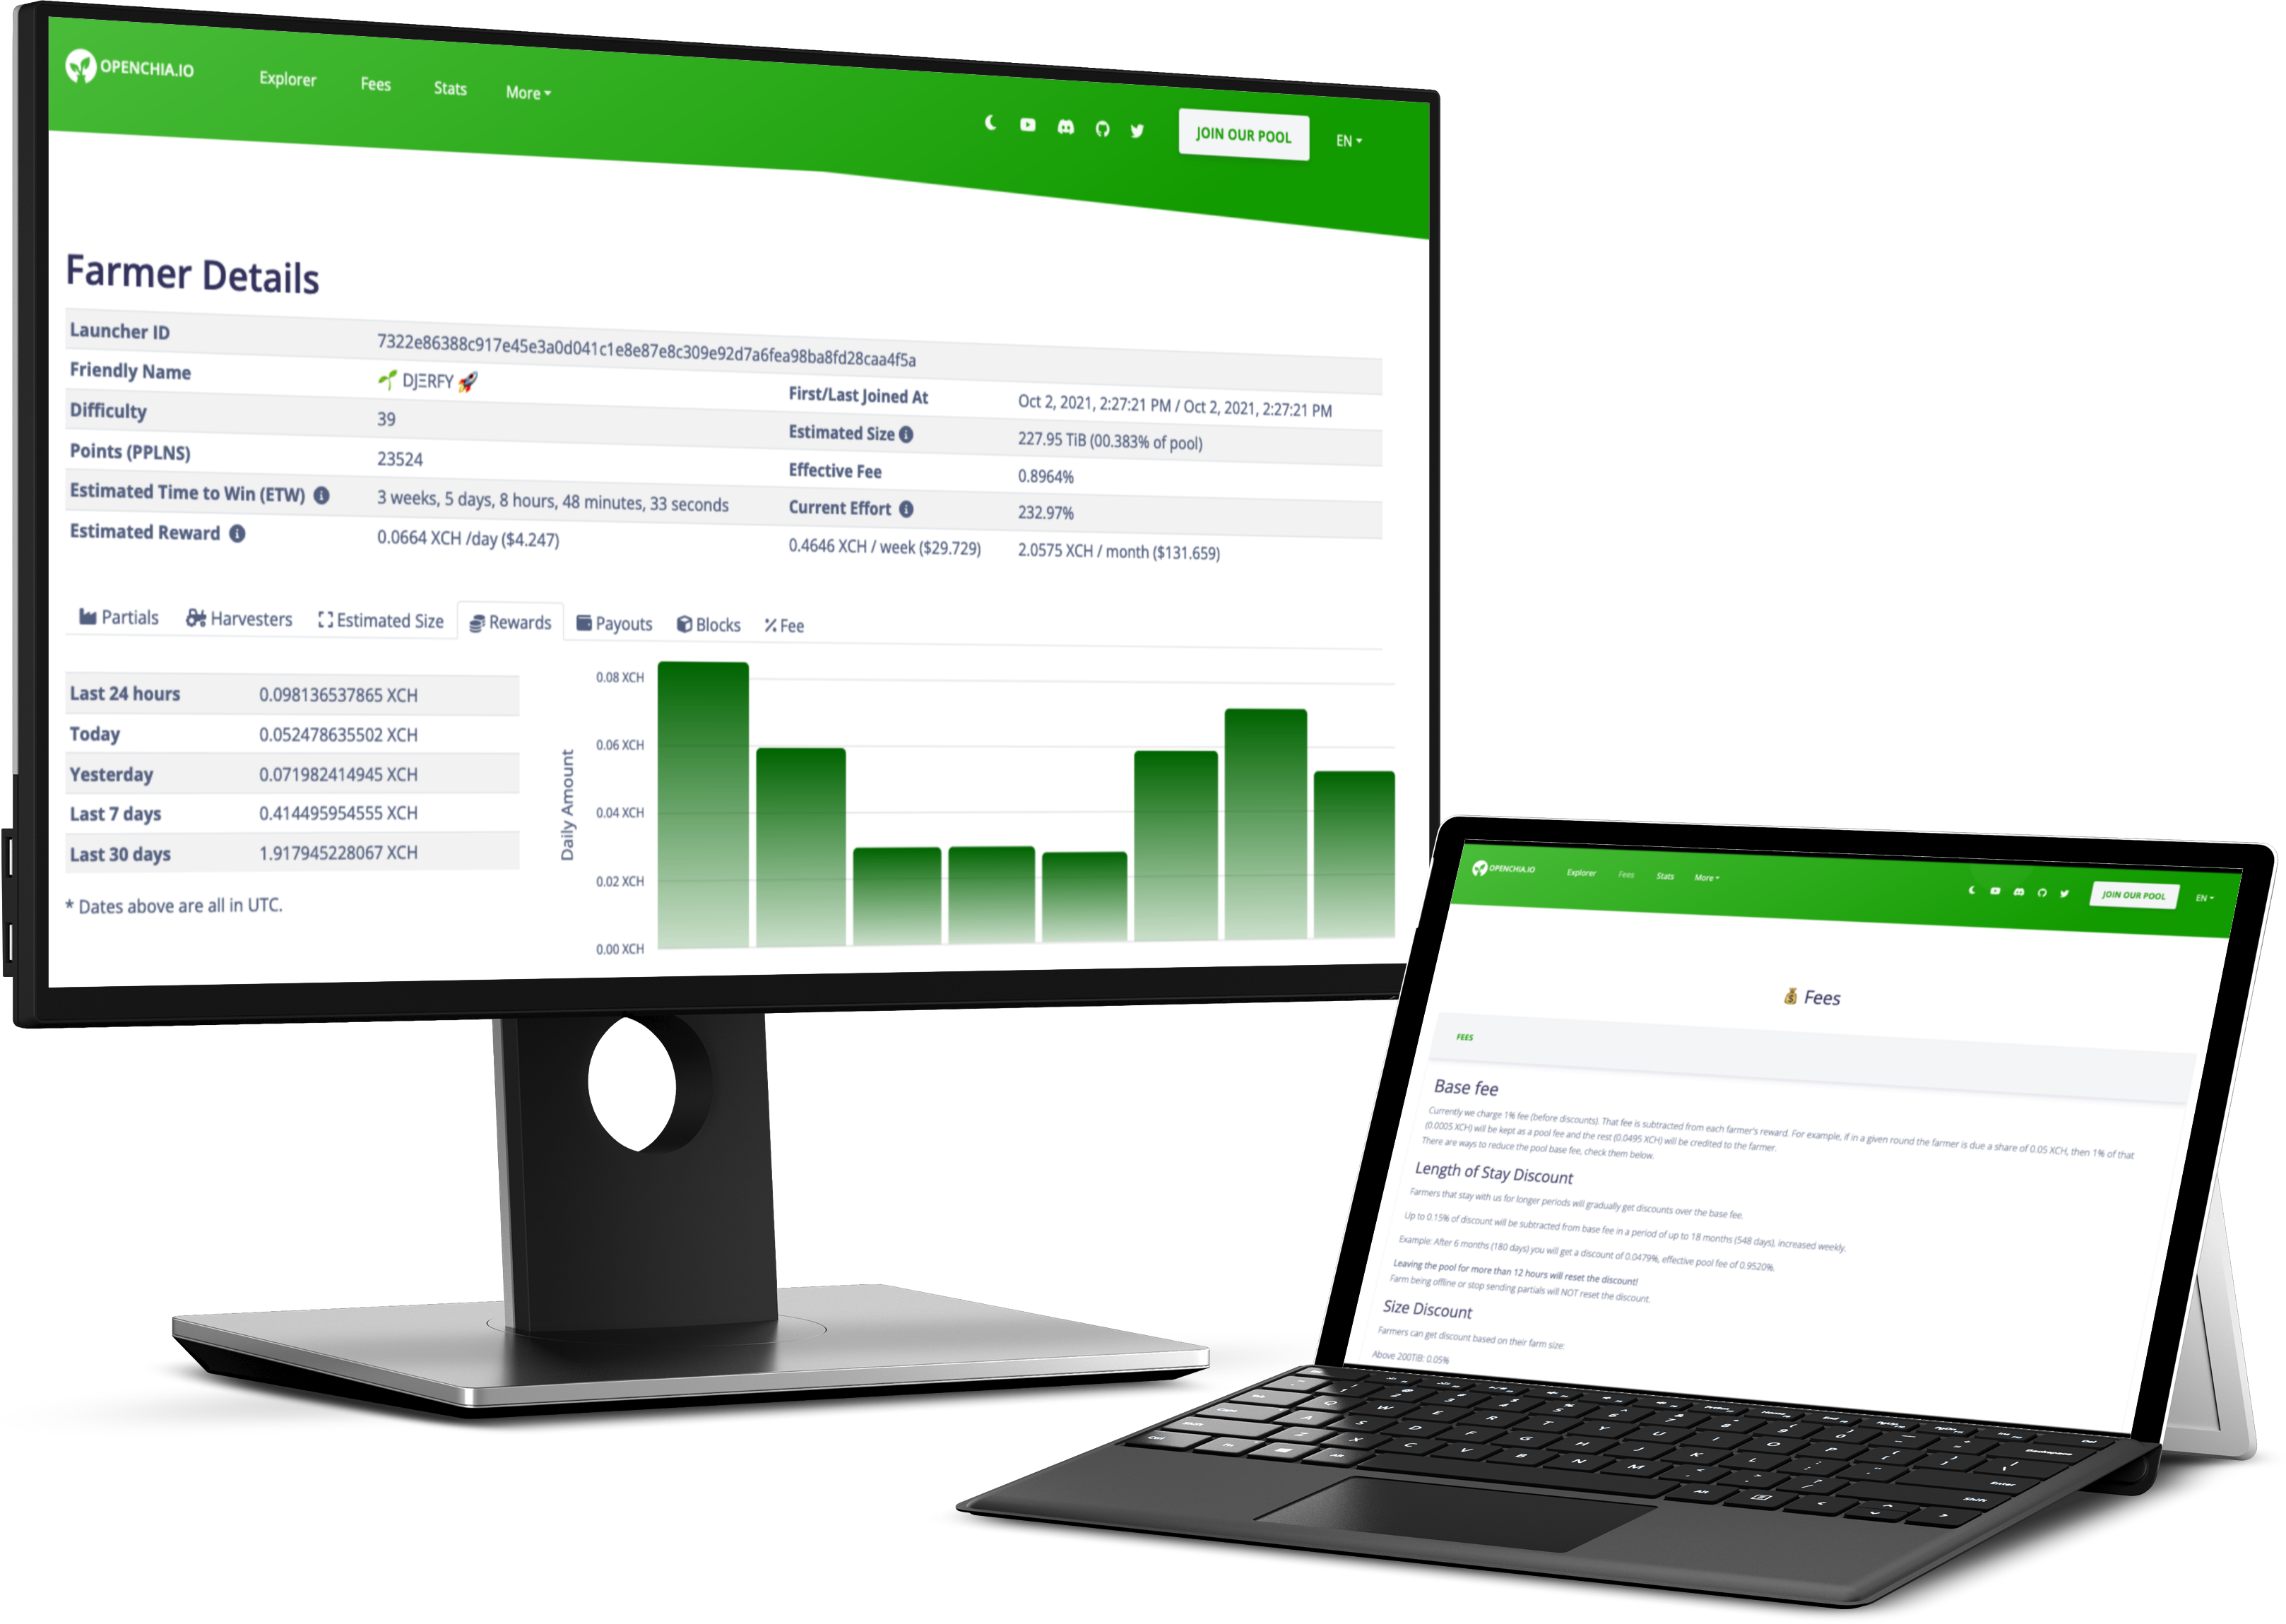 OPENCHIA.IO Explorer Fees Stats More
JOIN OUR POOL EN
Farmer Details
Launcher ID 7322e86388c917e45e3a0d041c1e8e87e8c309e92d7a6fea98ba8fd28caa4f5a
Friendly Name 🌱 DJΞRFY 🚀 First/Last Joined At Oct 2, 2021, 2:27:21 PM / Oct 2, 2021, 2:27:21 PM
Difficulty 39 Estimated Size 227.95 TiB (00.383% of pool)
Points (PPLNS) 23524 Effective Fee 0.8964%
Estimated Time to Win (ETW) 3 weeks, 5 days, 8 hours, 48 minutes, 33 seconds Current Effort 232.97%
Estimated Reward 0.0664 XCH /day ($4.247) 0.4646 XCH / week ($29.729) 2.0575 XCH / month ($131.659)
Partials Harvesters Estimated Size Rewards Payouts Blocks Fee
Last 24 hours 0.098136537865 XCH
Today 0.052478635502 XCH
Yesterday 0.071982414945 XCH
Last 7 days 0.414495954555 XCH
Last 30 days 1.917945228067 XCH
* Dates above are all in UTC.
Daily Amount
0.08 XCH
0.06 XCH
0.04 XCH
0.02 XCH
0.00 XCH
OPENCHIA.IO Explorer Fees Stats More
JOIN OUR POOL EN
💰 Fees
FEES
Base fee
Currently we charge 1% fee (before discounts). That fee is subtracted from each farmer's reward. For example, if in a given round the farmer is due a share of 0.05 XCH, then 1% of that
(0.0005 XCH) will be kept as a pool fee and the rest (0.0495 XCH) will be credited to the farmer.
There are ways to reduce the pool base fee, check them below.
Length of Stay Discount
Farmers that stay with us for longer periods will gradually get discounts over the base fee.
Up to 0.15% of discount will be subtracted from base fee in a period of up to 18 months (548 days), increased weekly.
Example: After 6 months (180 days) you will get a discount of 0.0479%, effective pool fee of 0.9520%.
Leaving the pool for more than 12 hours will reset the discount!
Farm being offline or stop sending partials will NOT reset the discount.
Size Discount
Farmers can get discount based on their farm size:
Above 200TiB: 0.05%
Q W E R T Y U I O P
A S D F G H J K L
Z X C V B N M
Backspace
Enter
Shift
Alt